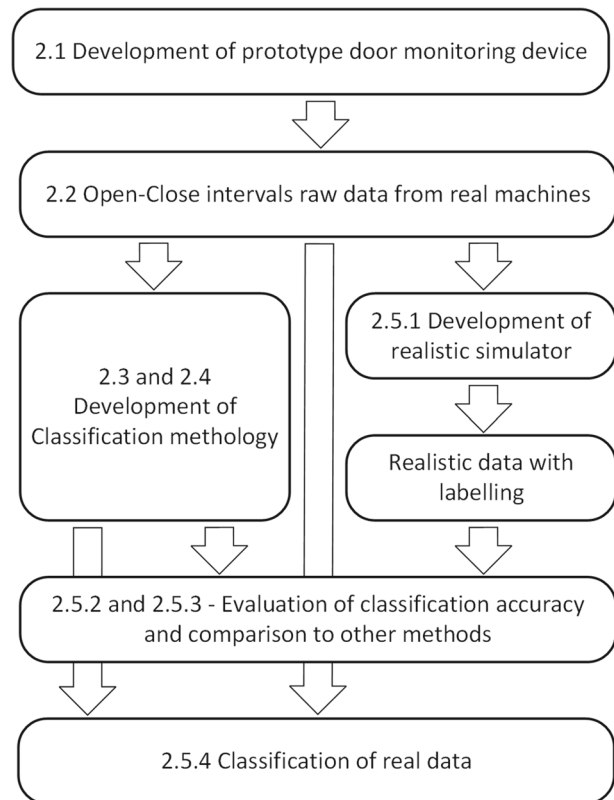 2.1 Development of prototype door monitoring device
2.2 Open-Close intervals raw data from real machines
2.3 and 2.4
Development of
Classification methology
2.5.1 Development of
realistic simulator
Realistic data with
labelling
2.5.2 and 2.5.3 - Evaluation of classification accuracy
and comparison to other methods
2.5.4 Classification of real data